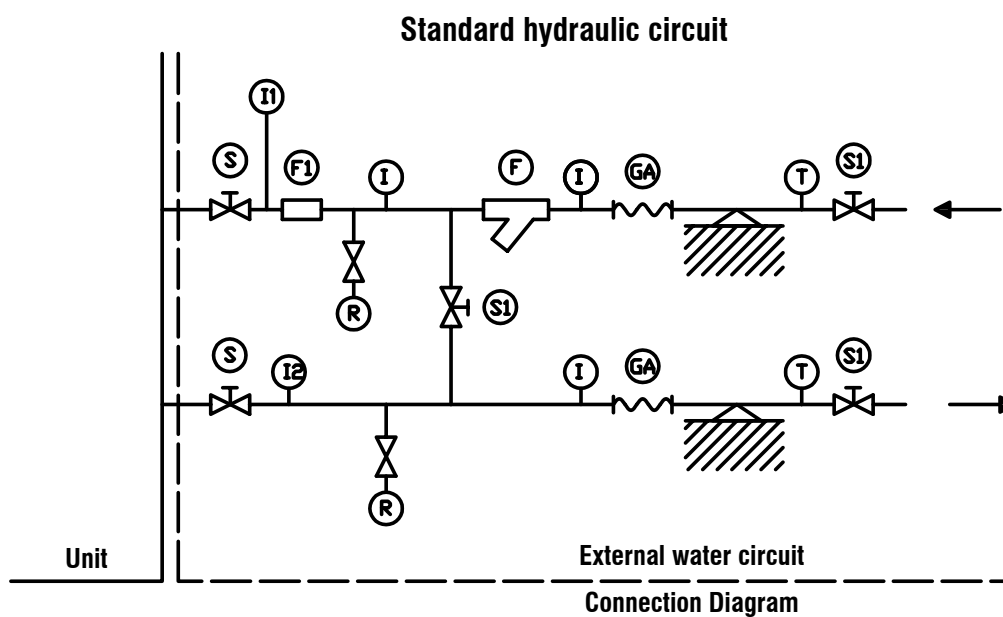 Standard hydraulic circuit
I1
S F1 I F I GA T S1
R
S1
S I2 I GA T S1
R
Unit
External water circuit
Connection Diagram